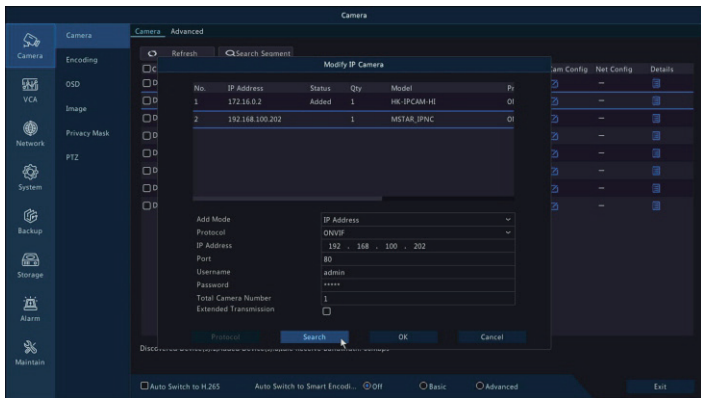 Camera
Camera
VCA
Network
System
Backup
Storage
Alarm
Maintain
Camera
Encoding
OSD
Image
Privacy Mask
PTZ
Camera Advanced
Refresh Search Segment
Cam Config Net Config Details
Modify IP Camera
No. IP Address Status Qty Model Pr
1 172.16.0.2 Added 1 HK-IPCAM-HI
2 192.168.100.202 1 MSTAR_IPNC
Add Mode IP Address
Protocol ONVIF
IP Address 192 . 168 . 100 . 202
Port 80
Username admin
Password *****
Total Camera Number 1
Extended Transmission
Protocol Search OK Cancel
Auto Switch to H.265 Auto Switch to Smart Encodi... Off Basic Advanced Exit